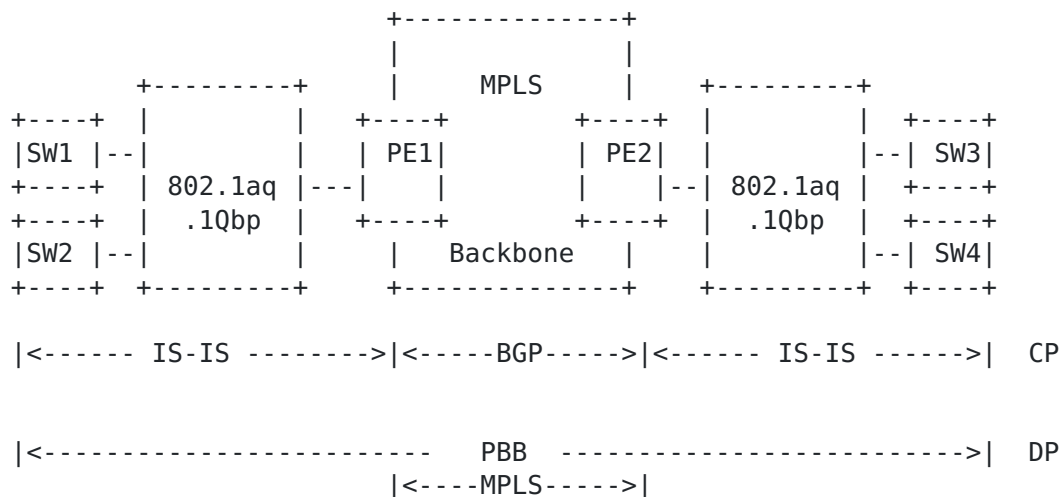 MPLS
SW1 PE1 PE2 SW3
802.1aq 802.1aq
.1Qbp .1Qbp
SW2 Backbone SW4
|<------ IS-IS -------->|<-----BGP----->|<------ IS-IS ------>| CP
|<------------------------- PBB -------------------------->| DP
|<----MPLS----->|